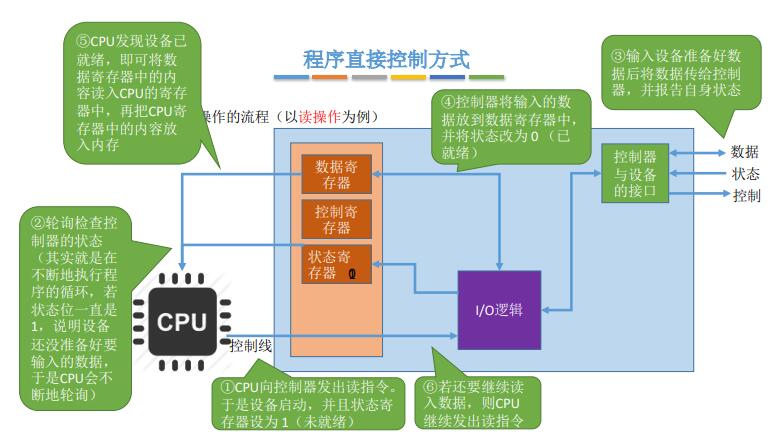 程序直接控制方式
⑤CPU发现设备已
就绪，即可将数
据寄存器中的内
容读入CPU的寄存
器中，再把CPU寄
存器中的内容放
入内存
操作的流程（以读操作为例）
③输入设备准备好数
据后将数据传给控制
器，并报告自身状态
④控制器将输入的数
据放到数据寄存器中，
并将状态改为 0（已
就绪）
数据寄
存器
控制寄
存器
状态寄
存器
控制器
与设备
的接口
数据
状态
控制
②轮询检查控
制器的状态
（其实就是在
不断地执行程
序的循环，若
状态位一直是
1，说明设备
还没准备好要
输入的数据，
于是CPU会不
断地轮询）
CPU
I/O逻辑
控制线
①CPU向控制器发出读指令。
于是设备启动，并且状态寄
存器设为 1（未就绪）
⑥若还要继续读
入数据，则CPU
继续发出读指令